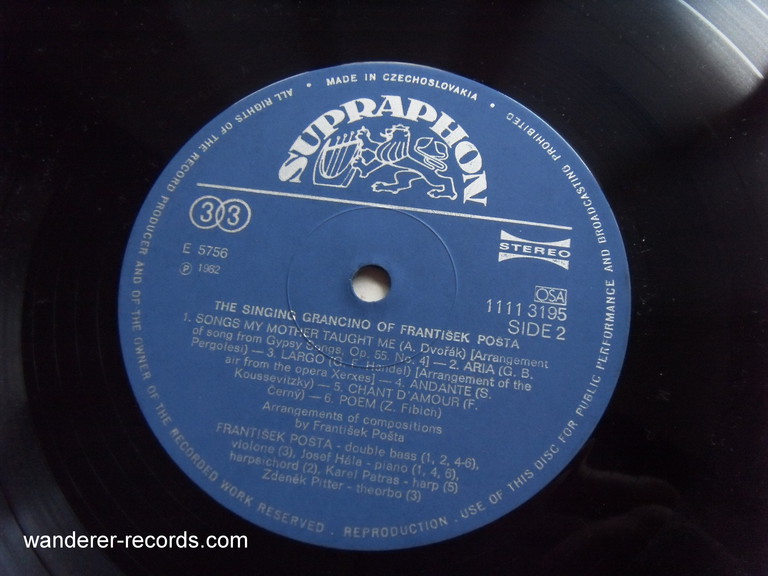 ALL RIGHTS OF THE RECORD PRODUCER AND OF THE OWNER OF THE RECORDED WORK RESERVED . REPRODUCTION . USE OF THIS DISC FOR PUBLIC PERFORMANCE AND BROADCASTING PROHIBITED
• MADE IN CZECHOSLOVAKIA •
SUPRAPHON
33
STEREO
E 5756
Ⓟ 1982
OSA
1111 3195
SIDE 2
THE SINGING GRANCINO OF FRANTIŠEK POŠTA
1. SONGS MY MOTHER TAUGHT ME (A. Dvořák) [Arrangement
of song from Gypsy Songs, Op. 55. No. 4] — 2. ARIA (G. B.
Pergolesi) — 3. LARGO (G. F. Handel) [Arrangement of the
air from the opera Xerxes] — 4. ANDANTE (S.
Koussevitzky) — 5. CHANT D'AMOUR (F.
Černý) — 6. POEM (Z. Fibich)
Arrangements of compositions
by František Pošta
FRANTIŠEK POŠTA - double bass (1, 2, 4-6),
violone (3), Josef Hála - piano (1, 4, 6),
harpsichord (2), Karel Patras - harp (5)
Zdeněk Pitter - theorbo (3)
wanderer-records.com